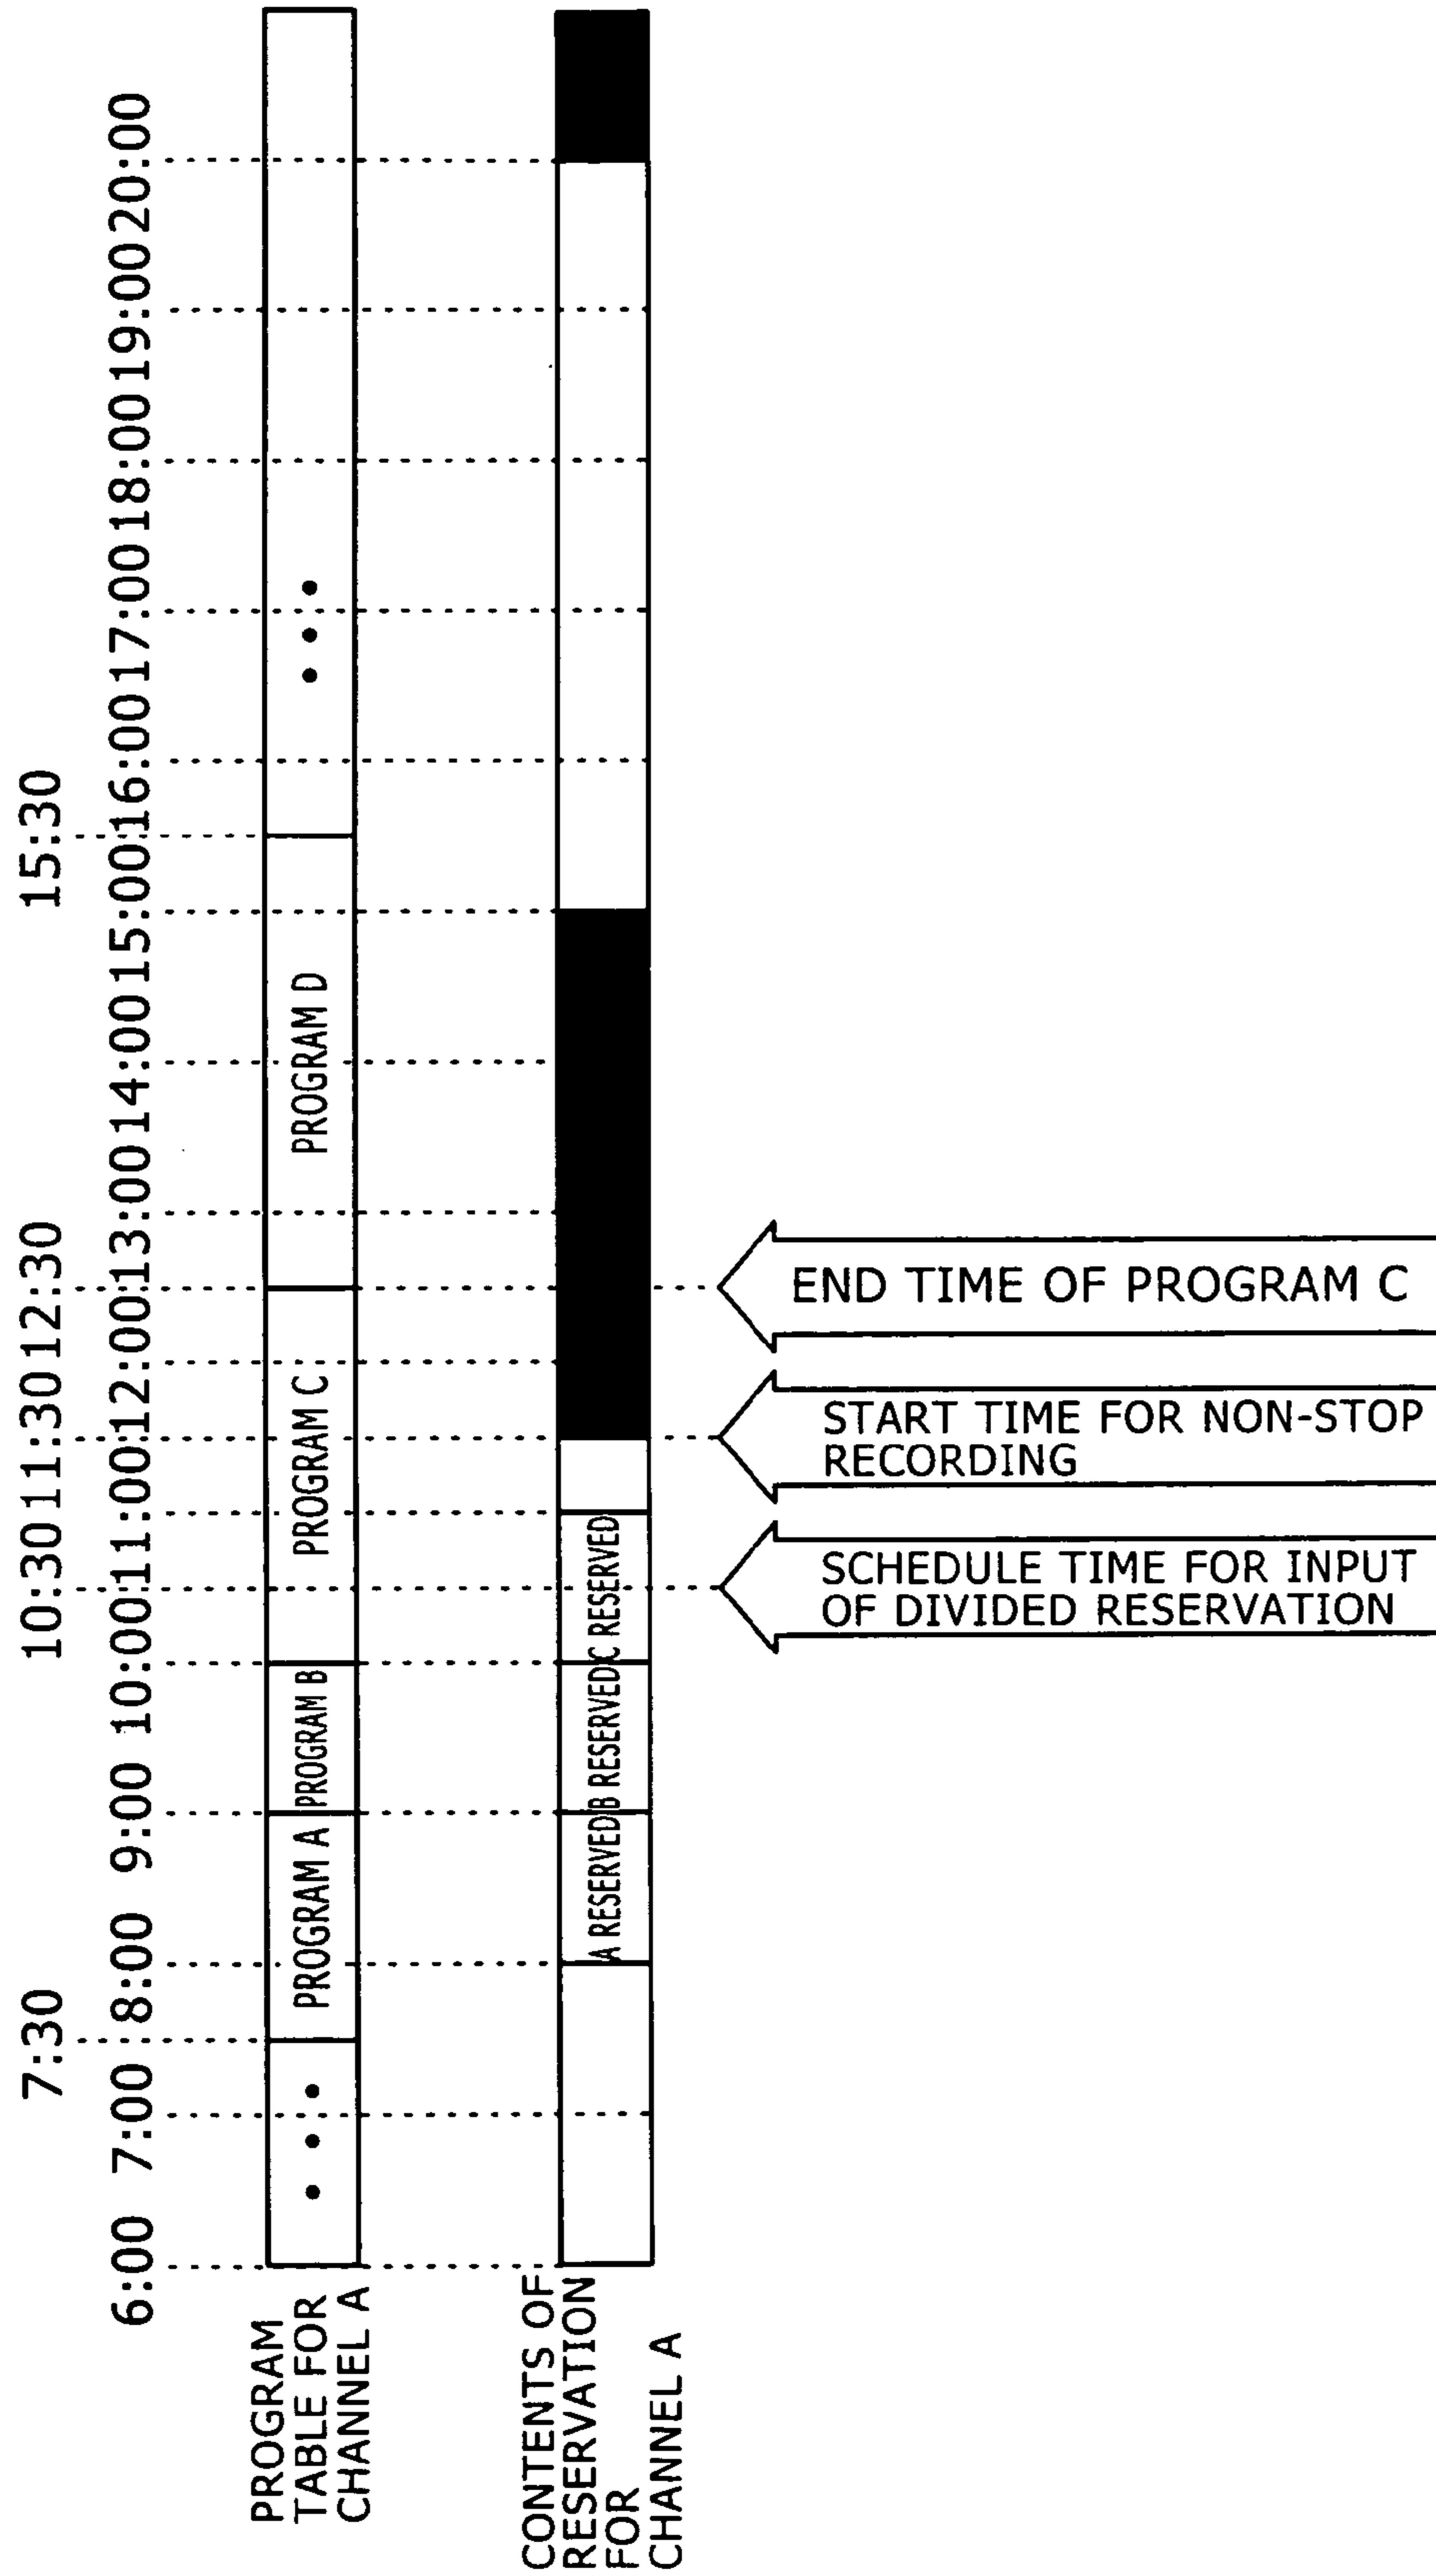 7:30 10:30 11:30 12:30 15:30
6:00 7:00 8:00 9:00 10:00 11:00 12:00 13:00 14:00 15:00 16:00 17:00 18:00 19:00 20:00
PROGRAM
TABLE FOR
CHANNEL A
• • • PROGRAM A PROGRAM B PROGRAM C PROGRAM D • • •
CONTENTS OF
RESERVATION
FOR
CHANNEL A
A RESERVED B RESERVED C RESERVED
END TIME OF PROGRAM C
START TIME FOR NON-STOP
RECORDING
SCHEDULE TIME FOR INPUT
OF DIVIDED RESERVATION